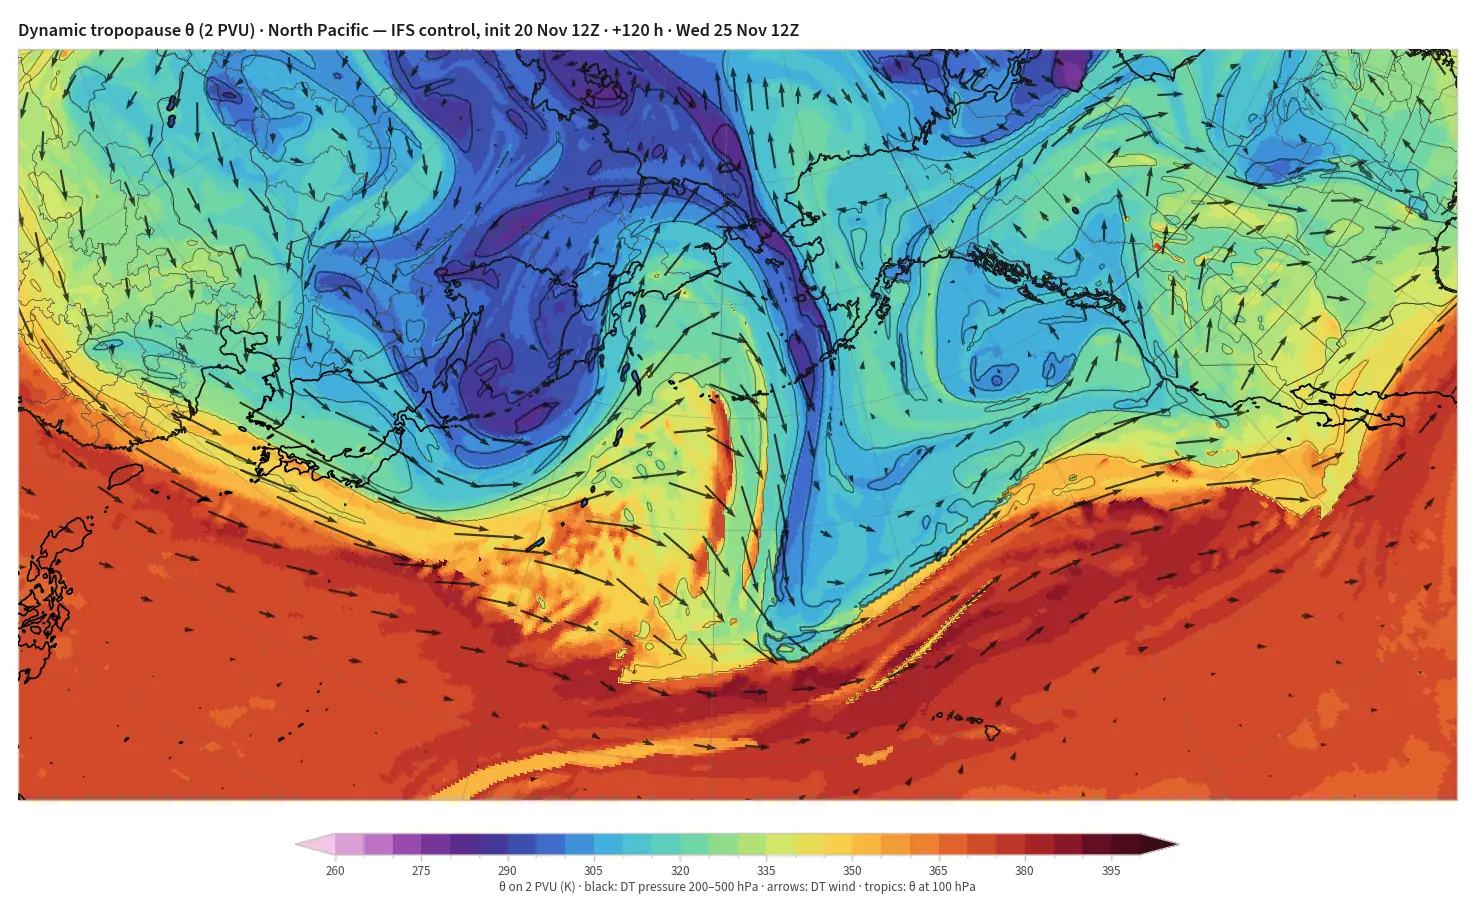 Dynamic tropopause θ (2 PVU) · North Pacific — IFS control, init 20 Nov 12Z · +120 h · Wed 25 Nov 12Z
260 275 290 305 320 335 350 365 380 395
θ on 2 PVU (K) · black: DT pressure 200–500 hPa · arrows: DT wind · tropics: θ at 100 hPa